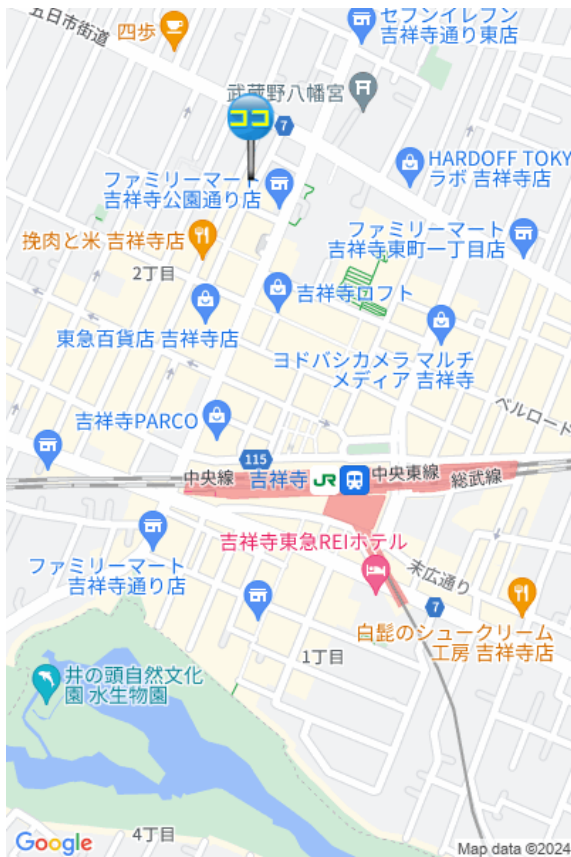 五日市街道
四歩
セブンイレブン
吉祥寺通り東店
武蔵野八幡宮
ココ
7
HARDOFF TOKY
ラボ 吉祥寺店
ファミリーマート
吉祥寺公園通り店
ファミリーマート
吉祥寺東町一丁目店
挽肉と米 吉祥寺店
2丁目
吉祥寺ロフト
東急百貨店 吉祥寺店
ヨドバシカメラ マルチ
メディア 吉祥寺
ベルロード
吉祥寺PARCO
115
中央線
吉祥寺
JR
中央東線
総武線
吉祥寺東急REIホテル
ファミリーマート
吉祥寺通り店
末広通り
7
白髭のシュークリーム
工房 吉祥寺店
1丁目
井の頭自然文化
園 水生物園
4丁目
Google
Map data ©2024